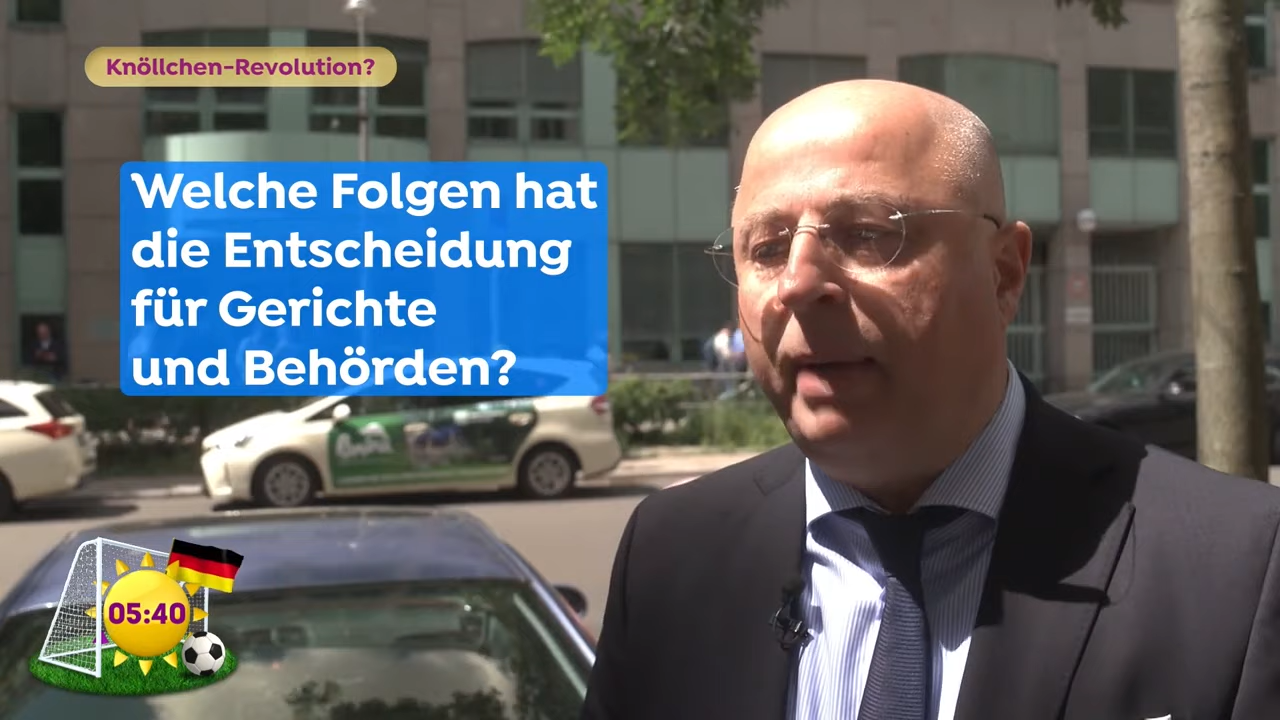 Knöllchen-Revolution?
Welche Folgen hat
die Entscheidung
für Gerichte
und Behörden?
05:40